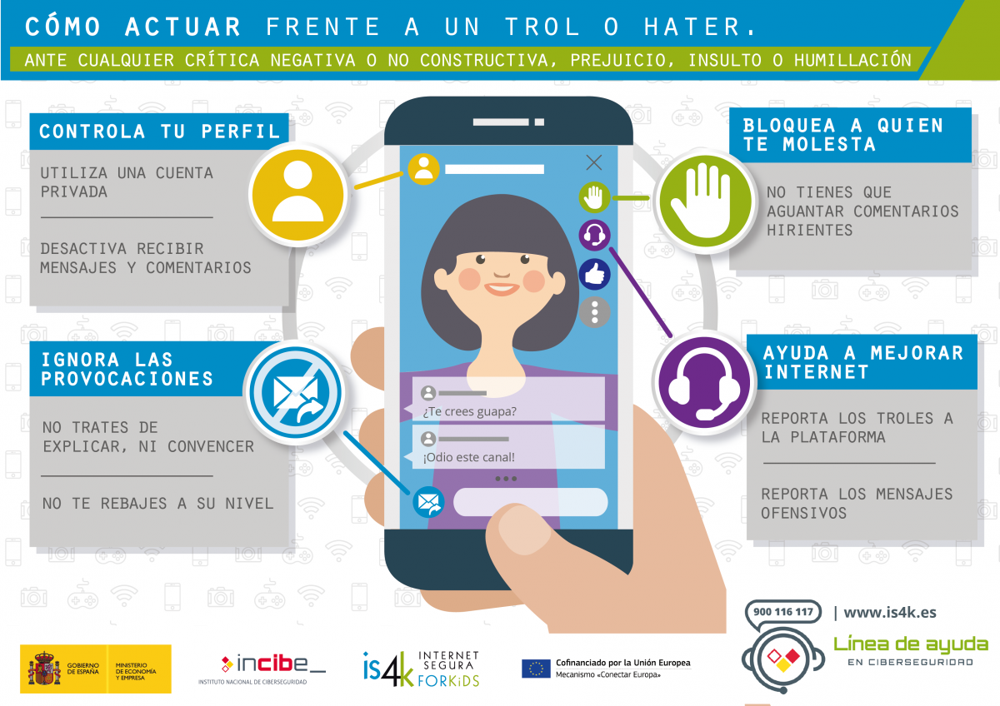 CÓMO ACTUAR FRENTE A UN TROL O HATER.
ANTE CUALQUIER CRÍTICA NEGATIVA O NO CONSTRUCTIVA, PREJUICIO, INSULTO O HUMILLACIÓN
CONTROLA TU PERFIL
UTILIZA UNA CUENTA
PRIVADA
DESACTIVA RECIBIR
MENSAJES Y COMENTARIOS
IGNORA LAS
PROVOCACIONES
NO TRATES DE
EXPLICAR, NI CONVENCER
NO TE REBAJES A SU NIVEL
¿Te crees guapa?
¡Odio este canal!
BLOQUEA A QUIEN
TE MOLESTA
NO TIENES QUE
AGUANTAR COMENTARIOS
HIRIENTES
AYUDA A MEJORAR
INTERNET
REPORTA LOS TROLES A
LA PLATAFORMA
REPORTA LOS MENSAJES
OFENSIVOS
GOBIERNO
DE ESPAÑA
MINISTERIO
DE ECONOMÍA
Y EMPRESA
incibe_
INSTITUTO NACIONAL DE CIBERSEGURIDAD
is4k
INTERNET
SEGURA
FORKiDS
Cofinanciado por la Unión Europea
Mecanismo «Conectar Europa»
900 116 117 | www.is4k.es
Línea de ayuda
EN CIBERSEGURIDAD